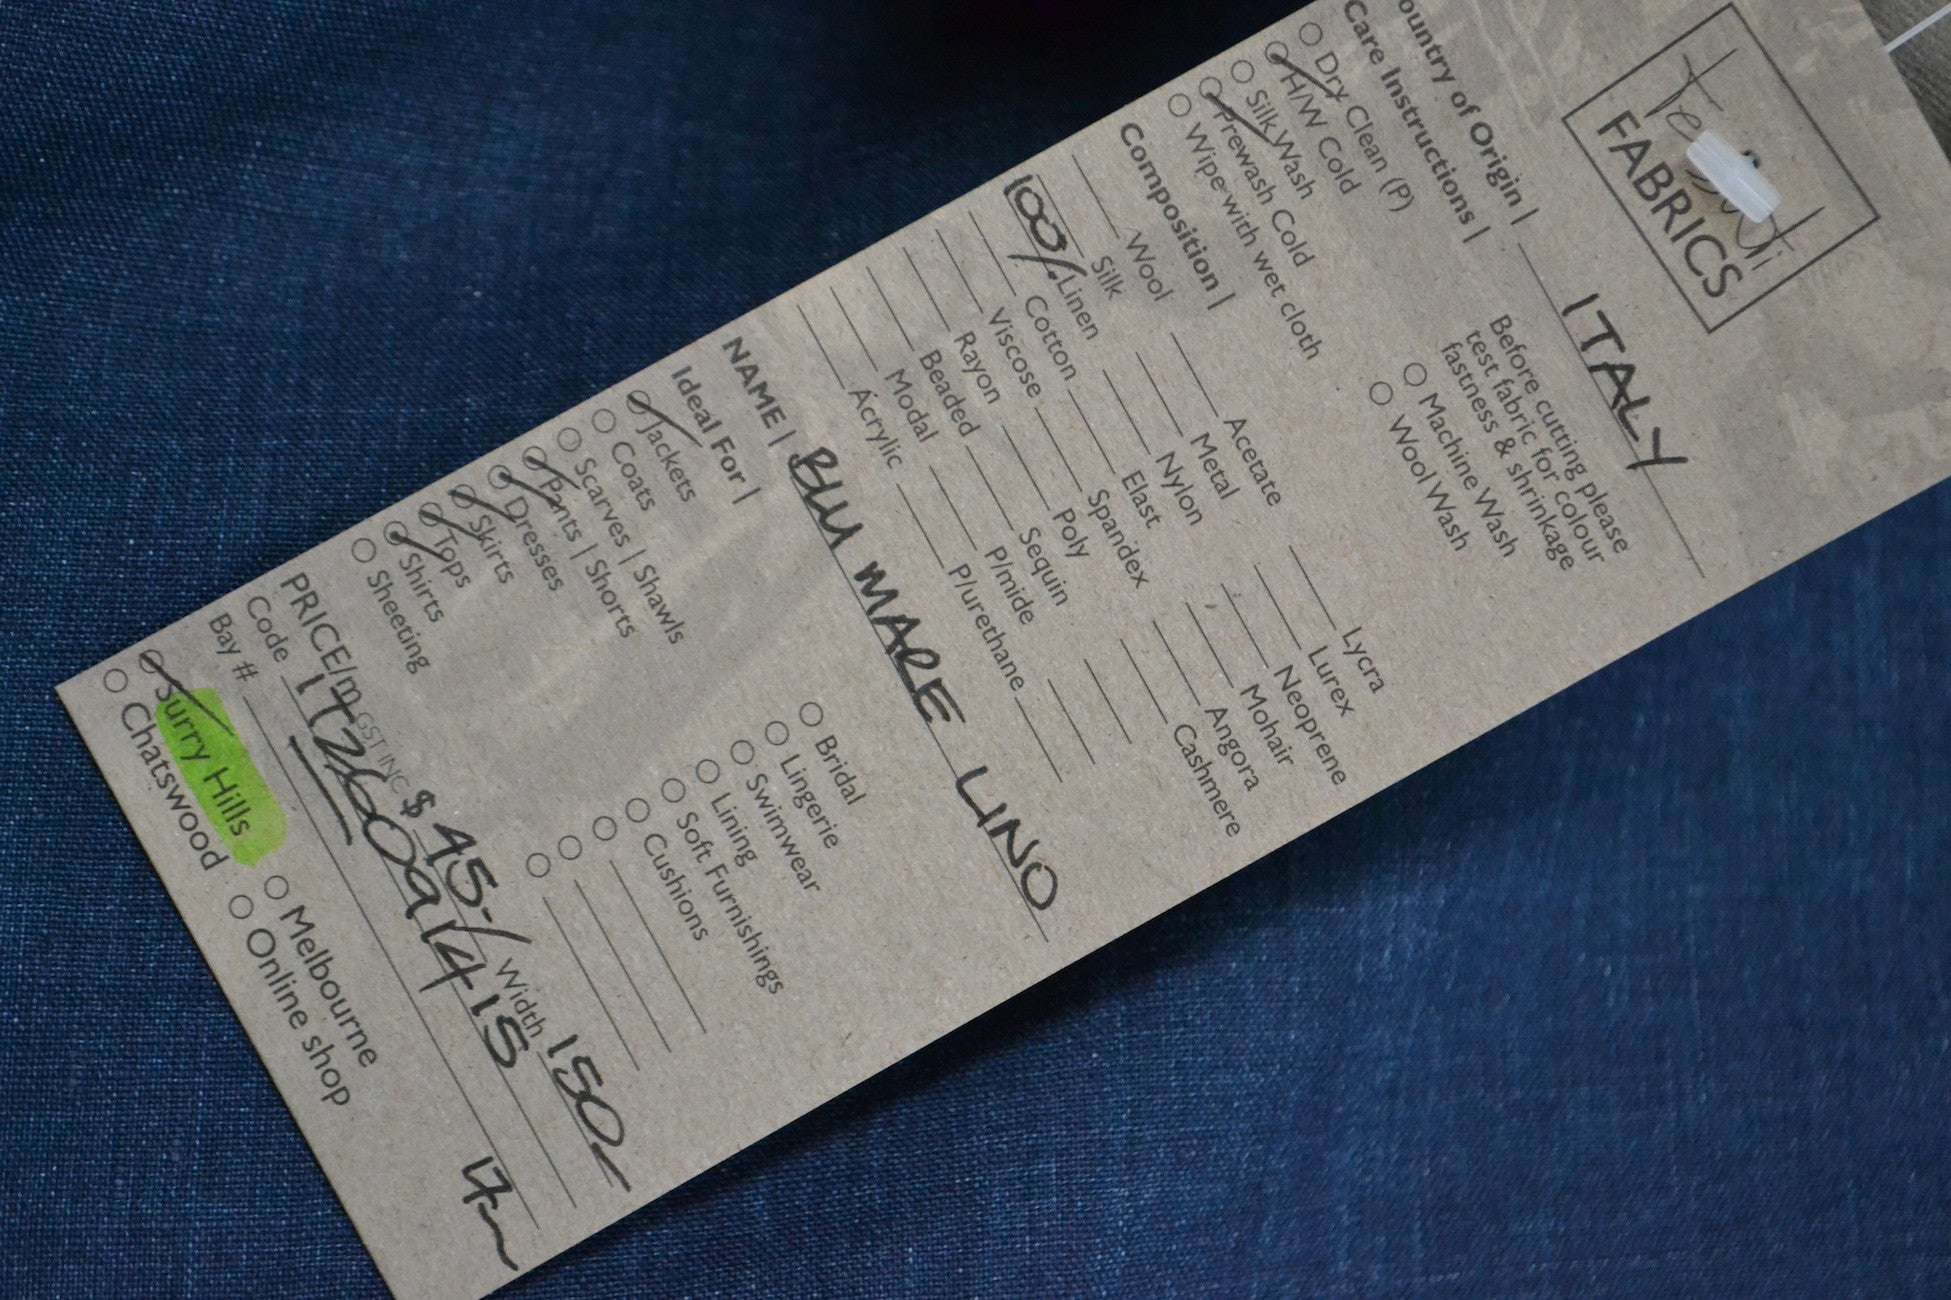 FABRICS
Country of Origin | ITALY
Care Instructions |
Dry Clean (P)
H/W Cold
Silk Wash
Prewash Cold
Wipe with wet cloth
Before cutting please
test fabric for colour
fastness & shrinkage
Machine Wash
Wool Wash
Composition |
Wool Acetate Lycra
Silk Metal Lurex
100% Linen Nylon Neoprene
Cotton Elast Mohair
Viscose Spandex Angora
Rayon Poly Cashmere
Beaded Sequin
Modal P/mide
Acrylic P/urethane
NAME | BLU MARE LINO
Ideal For |
Jackets Bridal
Coats Lingerie
Scarves | Shawls Swimwear
Pants | Shorts Lining
Dresses Soft Furnishings
Skirts Cushions
Tops
Shirts
Sheeting
PRICE/m GST INC $45.- Width 150
Code
Bay #
Surry Hills Melbourne
Chatswood Online shop